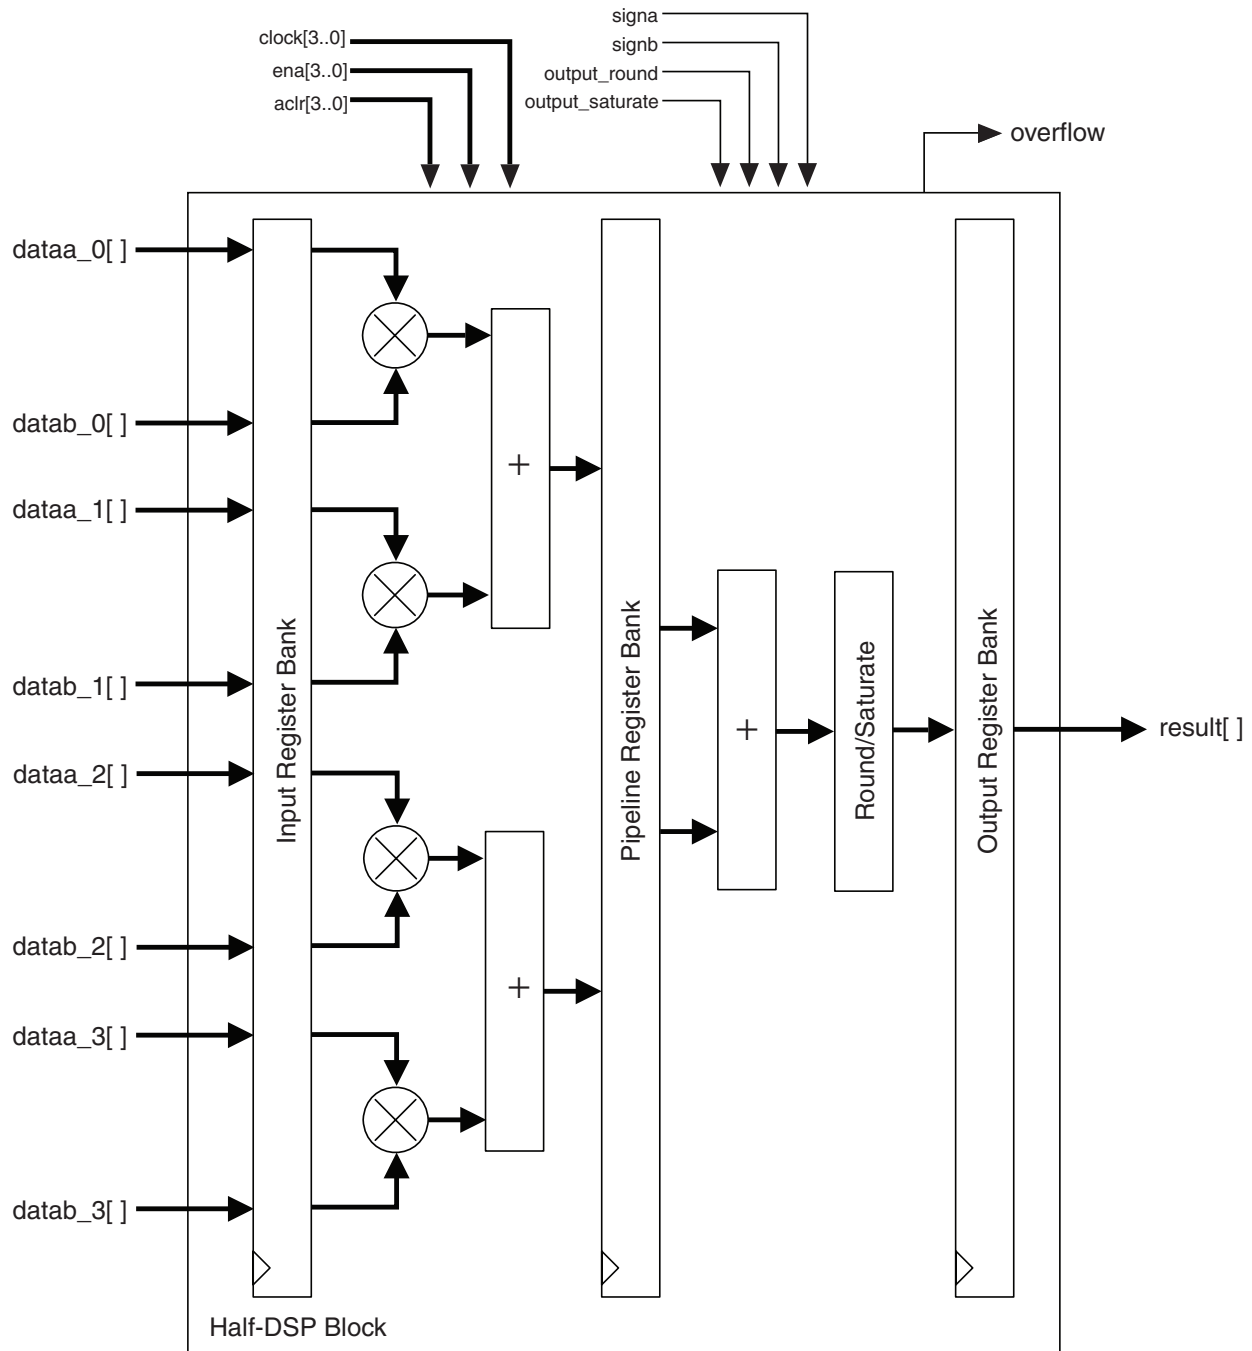 signa
clock[3..0]
signb
ena[3..0]
output_round
aclr[3..0]
output_saturate
overflow
dataa_0[ ]
datab_0[ ]
+
dataa_1[ ]
datab_1[ ]
Input Register Bank
Pipeline Register Bank
+
Round/Saturate
Output Register Bank
result[ ]
dataa_2[ ]
datab_2[ ]
+
dataa_3[ ]
datab_3[ ]
Half-DSP Block